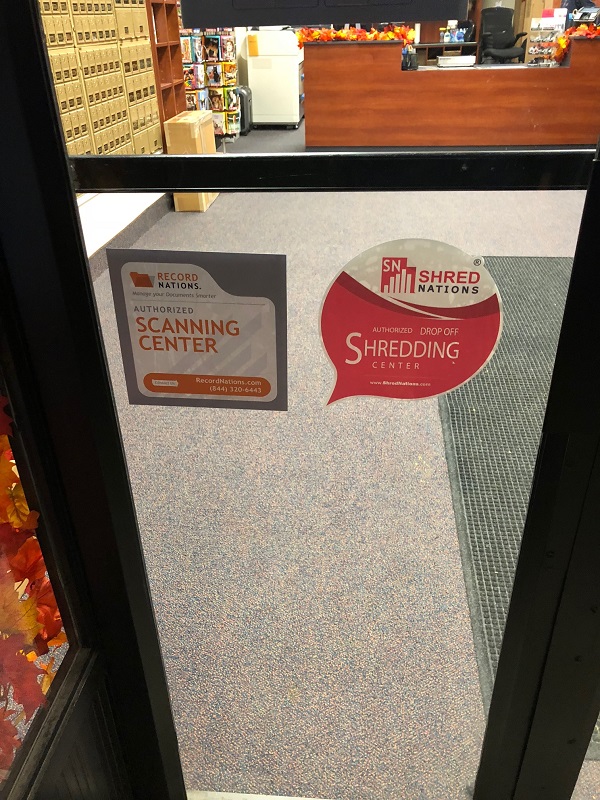 RECORD
NATIONS.
Manage your Documents Smarter
AUTHORIZED
SCANNING
CENTER
RecordNations.com
(844) 320-6443
SN
SHRED ®
NATIONS
AUTHORIZED DROP OFF
SHREDDING
CENTER
www.ShredNations.com